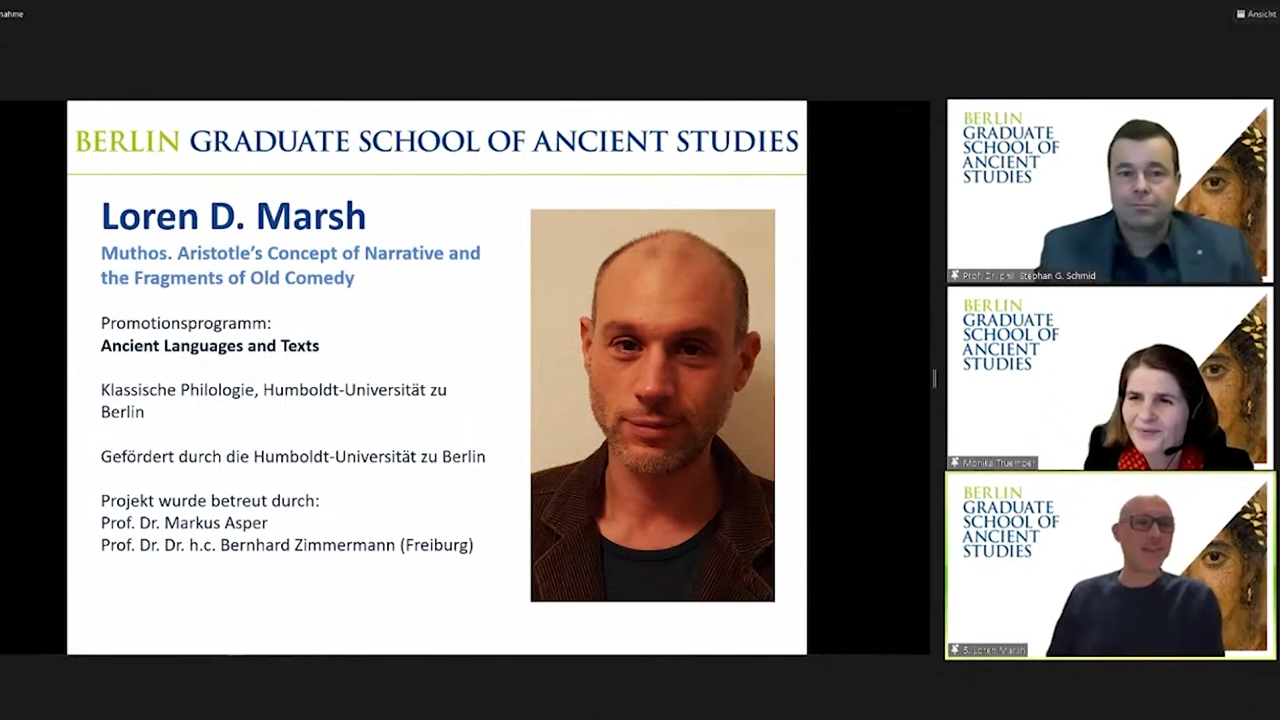 Ansicht
BERLIN GRADUATE SCHOOL OF ANCIENT STUDIES
Loren D. Marsh
Muthos. Aristotle's Concept of Narrative and
the Fragments of Old Comedy
Promotionsprogramm:
Ancient Languages and Texts
Klassische Philologie, Humboldt-Universität zu
Berlin
Gefördert durch die Humboldt-Universität zu Berlin
Projekt wurde betreut durch:
Prof. Dr. Markus Asper
Prof. Dr. Dr. h.c. Bernhard Zimmermann (Freiburg)
BERLIN
GRADUATE
SCHOOL OF
ANCIENT
STUDIES
Prof. Dr. phil. Stephan G. Schmid
BERLIN
GRADUATE
SCHOOL OF
ANCIENT
STUDIES
Monika Truemper
BERLIN
GRADUATE
SCHOOL OF
ANCIENT
STUDIES
5. Loren Marsh